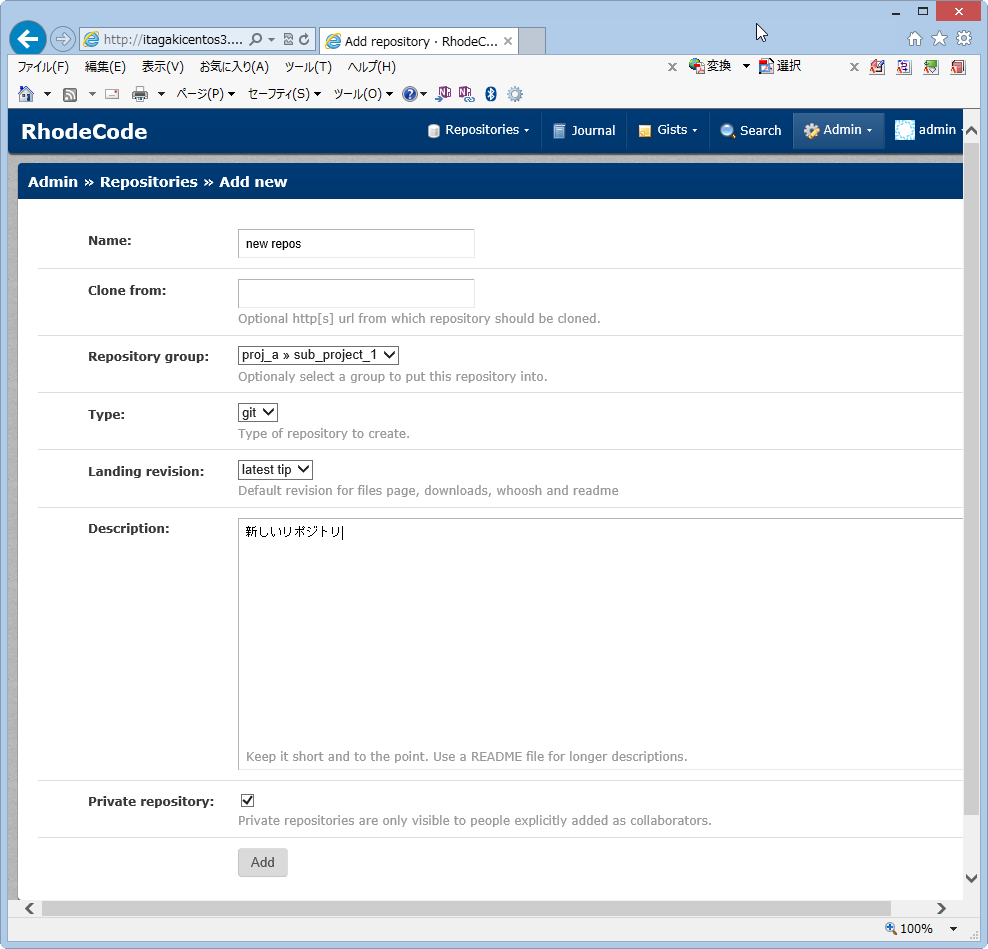 http://itagakicentos3....
Add repository · RhodeC...
ファイル(F) 編集(E) 表示(V) お気に入り(A) ツール(T) ヘルプ(H)
変換 選択
ページ(P) セーフティ(S) ツール(O)
RhodeCode
Repositories Journal Gists Search Admin admin
Admin » Repositories » Add new
Name: new repos
Clone from:
Optional http[s] url from which repository should be cloned.
Repository group: proj_a » sub_project_1
Optionaly select a group to put this repository into.
Type: git
Type of repository to create.
Landing revision: latest tip
Default revision for files page, downloads, whoosh and readme
Description: 新しいリポジトリ
Keep it short and to the point. Use a README file for longer descriptions.
Private repository:
Private repositories are only visible to people explicitly added as collaborators.
Add
100%